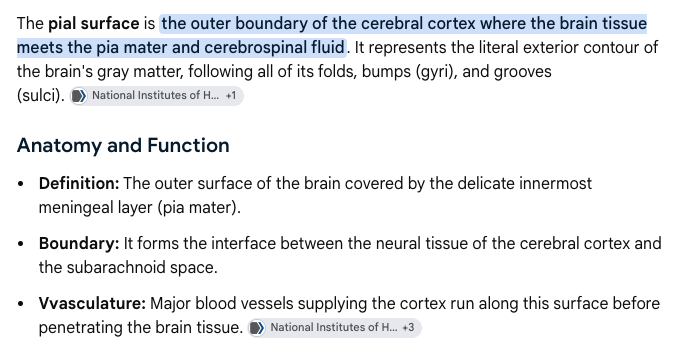 The pial surface is the outer boundary of the cerebral cortex where the brain tissue
meets the pia mater and cerebrospinal fluid. It represents the literal exterior contour of
the brain's gray matter, following all of its folds, bumps (gyri), and grooves
(sulci). National Institutes of H... +1
Anatomy and Function
• Definition: The outer surface of the brain covered by the delicate innermost
meningeal layer (pia mater).
• Boundary: It forms the interface between the neural tissue of the cerebral cortex and
the subarachnoid space.
• Vvasculature: Major blood vessels supplying the cortex run along this surface before
penetrating the brain tissue. National Institutes of H... +3